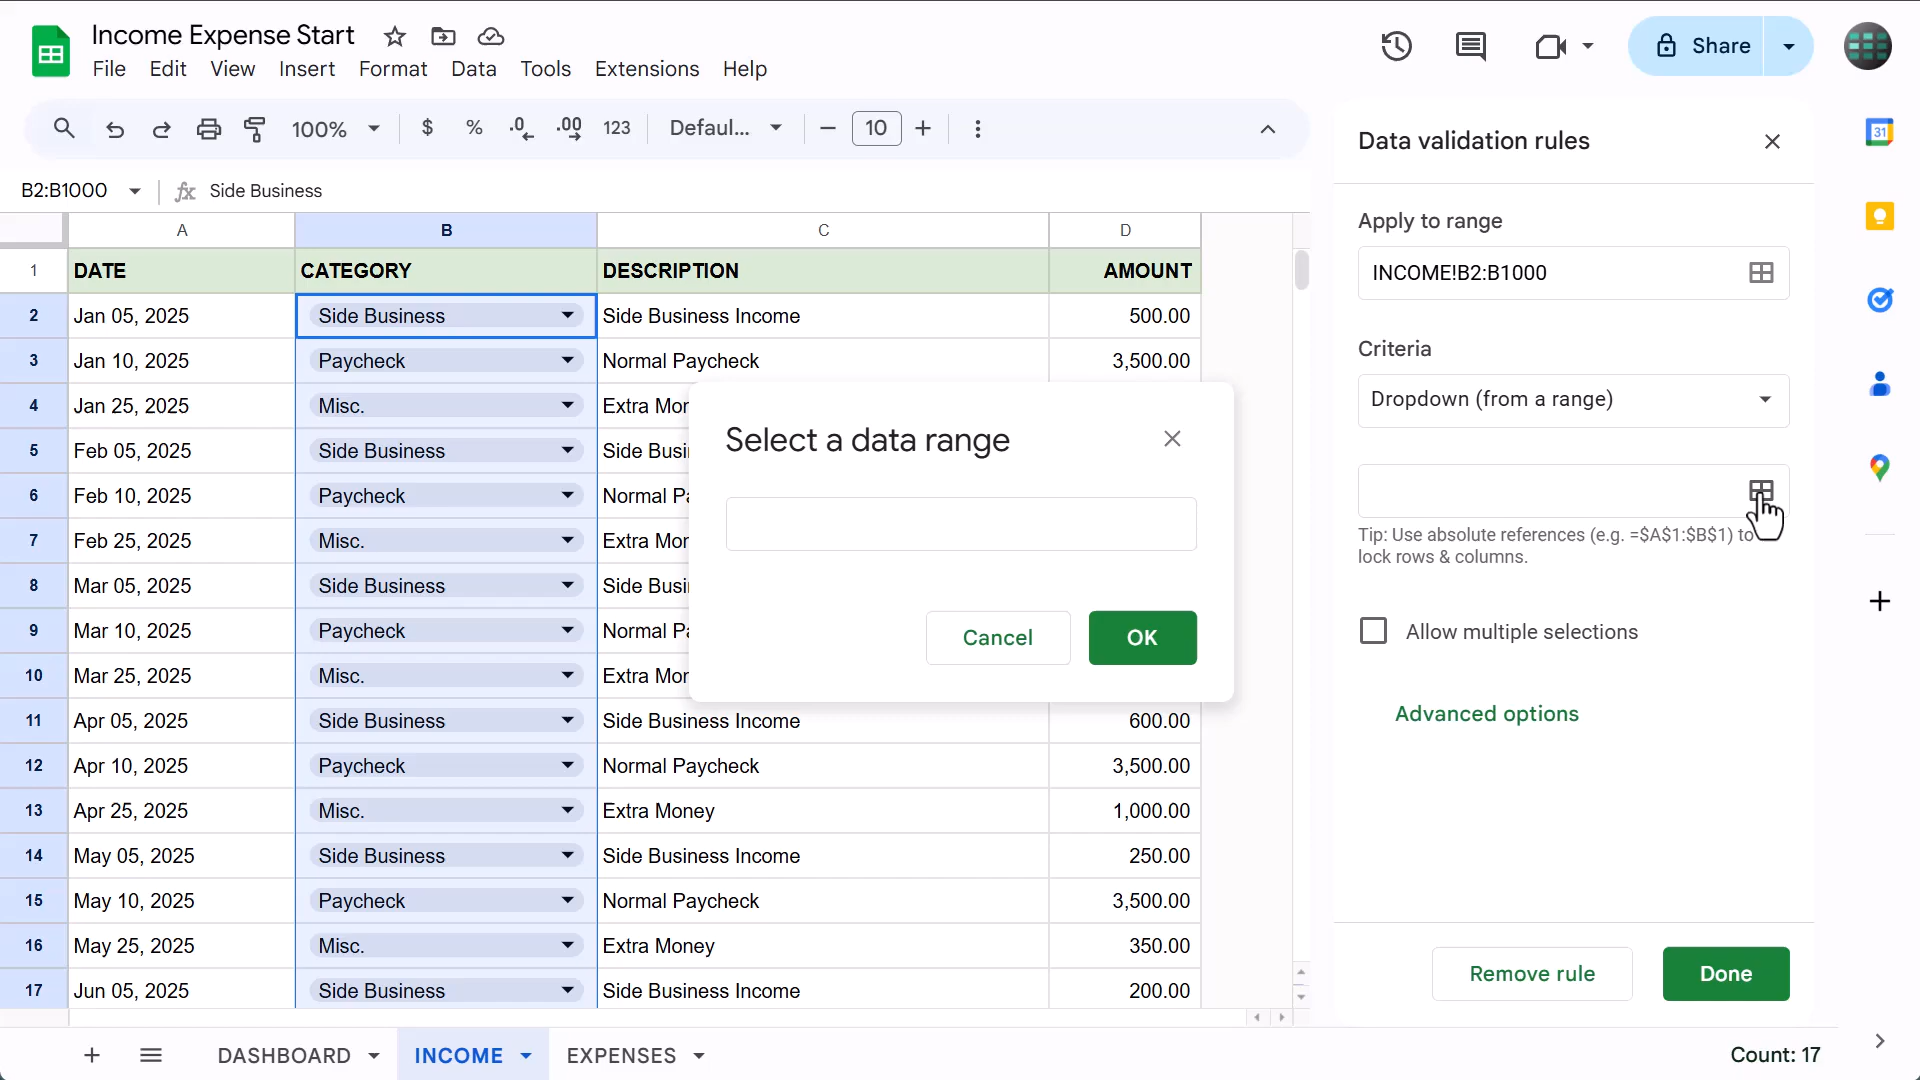 Income Expense Start
File Edit View Insert Format Data Tools Extensions Help
Share
100% $ % .0 .00 123 Defaul... 10
B2:B1000 fx Side Business
A B C D
1 DATE CATEGORY DESCRIPTION AMOUNT
2 Jan 05, 2025 Side Business Side Business Income 500.00
3 Jan 10, 2025 Paycheck Normal Paycheck 3,500.00
4 Jan 25, 2025 Misc. Extra Mor
5 Feb 05, 2025 Side Business Side Busi
6 Feb 10, 2025 Paycheck Normal Pa
7 Feb 25, 2025 Misc. Extra Mor
8 Mar 05, 2025 Side Business Side Busi
9 Mar 10, 2025 Paycheck Normal Pa
10 Mar 25, 2025 Misc. Extra Mor
11 Apr 05, 2025 Side Business Side Business Income 600.00
12 Apr 10, 2025 Paycheck Normal Paycheck 3,500.00
13 Apr 25, 2025 Misc. Extra Money 1,000.00
14 May 05, 2025 Side Business Side Business Income 250.00
15 May 10, 2025 Paycheck Normal Paycheck 3,500.00
16 May 25, 2025 Misc. Extra Money 350.00
17 Jun 05, 2025 Side Business Side Business Income 200.00
Select a data range
Cancel OK
Data validation rules
Apply to range
INCOME!B2:B1000
Criteria
Dropdown (from a range)
Tip: Use absolute references (e.g. =$A$1:$B$1) to
lock rows & columns.
Allow multiple selections
Advanced options
Remove rule Done
31
DASHBOARD INCOME EXPENSES Count: 17